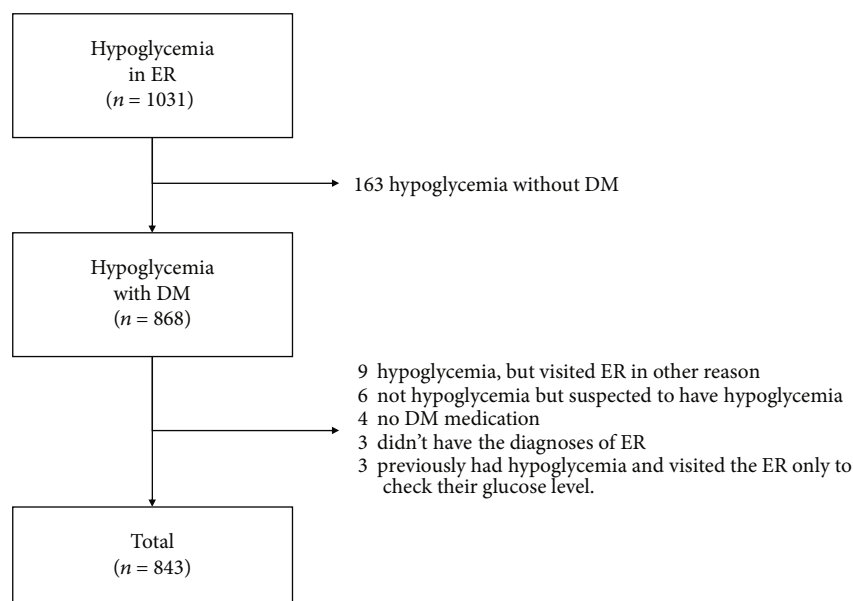 Hypoglycemia
in ER
(n = 1031)
163 hypoglycemia without DM
Hypoglycemia
with DM
(n = 868)
9 hypoglycemia, but visited ER in other reason
6 not hypoglycemia but suspected to have hypoglycemia
4 no DM medication
3 didn't have the diagnoses of ER
3 previously had hypoglycemia and visited the ER only to
check their glucose level.
Total
(n = 843)